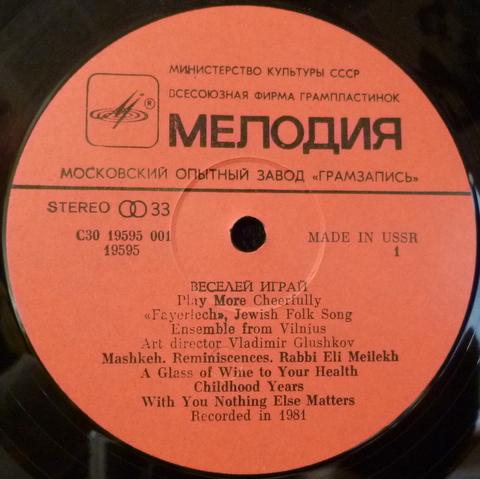 МИНИСТЕРСТВО КУЛЬТУРЫ СССР
ВСЕСОЮЗНАЯ ФИРМА ГРАМПЛАСТИНОК
®
МЕЛОДИЯ
МОСКОВСКИЙ ОПЫТНЫЙ ЗАВОД «ГРАМЗАПИСЬ»
STEREO 33
С30 19595 001
19595
MADE IN USSR
1
ВЕСЕЛЕЙ ИГРАЙ
Play More Cheerfully
«Fayerlech», Jewish Folk Song
Ensemble from Vilnius
Art director Vladimir Glushkov
Mashkeh. Reminiscences. Rabbi Eli Meilekh
A Glass of Wine to Your Health
Childhood Years
With You Nothing Else Matters
Recorded in 1981